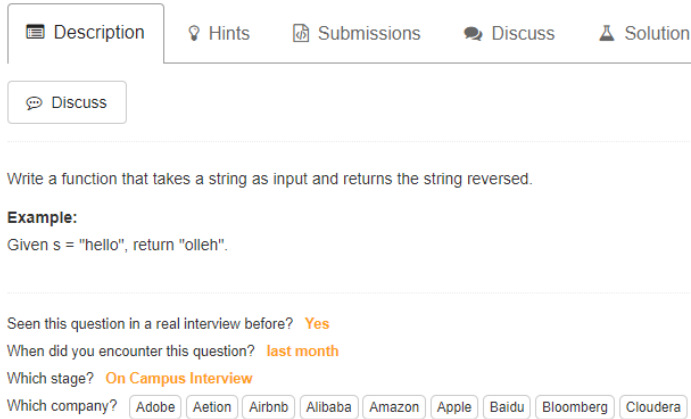 Description Hints Submissions Discuss Solution
Discuss
Write a function that takes a string as input and returns the string reversed.
Example:
Given s = "hello", return "olleh".
Seen this question in a real interview before? Yes
When did you encounter this question? last month
Which stage? On Campus Interview
Which company? Adobe Aetion Airbnb Alibaba Amazon Apple Baidu Bloomberg Cloudera